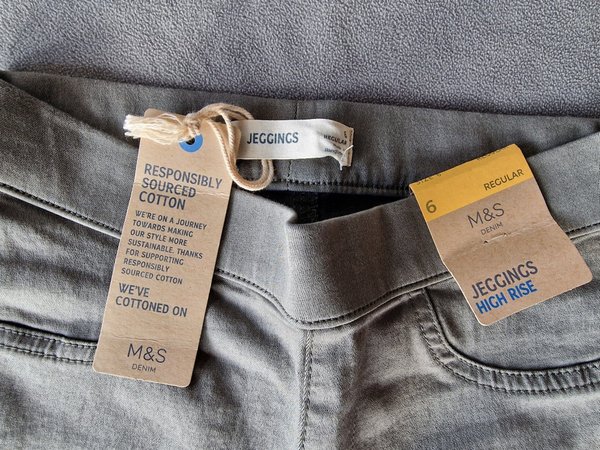 JEGGINGS
REGULAR
RESPONSIBLY
SOURCED
COTTON
WE'RE ON A JOURNEY
TOWARDS MAKING
OUR STYLE MORE
SUSTAINABLE. THANKS
FOR SUPPORTING
RESPONSIBLY
SOURCED COTTON
WE'VE
COTTONED ON
M&S
DENIM
6
REGULAR
M&S
DENIM
JEGGINGS
HIGH RISE